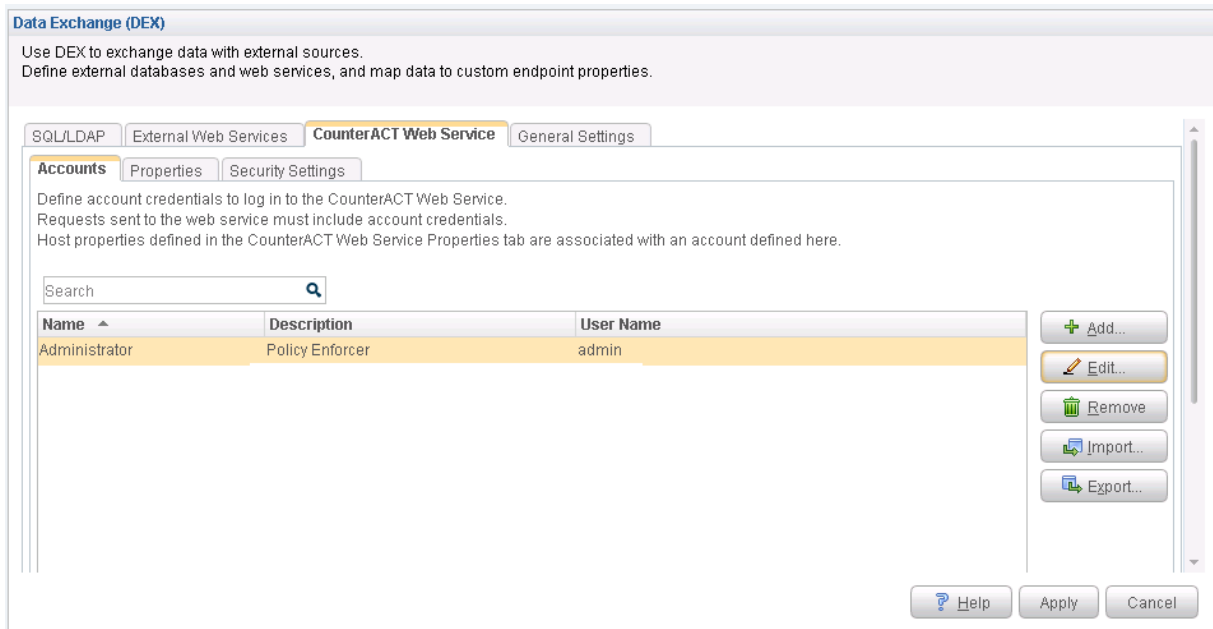 Data Exchange (DEX)
Use DEX to exchange data with external sources.
Define external databases and web services, and map data to custom endpoint properties.
SQL/LDAP External Web Services CounterACT Web Service General Settings
Accounts Properties Security Settings
Define account credentials to log in to the CounterACT Web Service.
Requests sent to the web service must include account credentials.
Host properties defined in the CounterACT Web Service Properties tab are associated with an account defined here.
Search
Name Description User Name
Administrator Policy Enforcer admin
Add...
Edit...
Remove
Import...
Export...
Help Apply Cancel